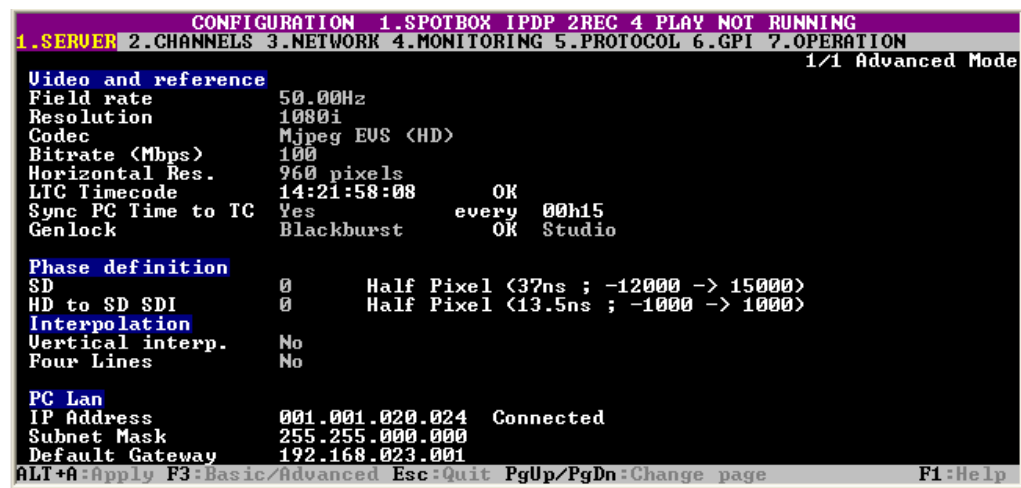 CONFIGURATION 1.SPOTBOX IPDP 2REC 4 PLAY NOT RUNNING
1.SERVER 2.CHANNELS 3.NETWORK 4.MONITORING 5.PROTOCOL 6.GPI 7.OPERATION
1/1 Advanced Mode
Video and reference
Field rate 50.00Hz
Resolution 1080i
Codec Mjpeg EVS (HD)
Bitrate (Mbps) 100
Horizontal Res. 960 pixels
LTC Timecode 14:21:58:08 OK
Sync PC Time to TC Yes every 00h15
Genlock Blackburst OK Studio
Phase definition
SD 0 Half Pixel (37ns ; -12000 -> 15000)
HD to SD SDI 0 Half Pixel (13.5ns ; -1000 -> 1000)
Interpolation
Vertical interp. No
Four Lines No
PC Lan
IP Address 001.001.020.024 Connected
Subnet Mask 255.255.000.000
Default Gateway 192.168.023.001
ALT+A:Apply F3:Basic/Advanced Esc:Quit PgUp/PgDn:Change page F1:Help